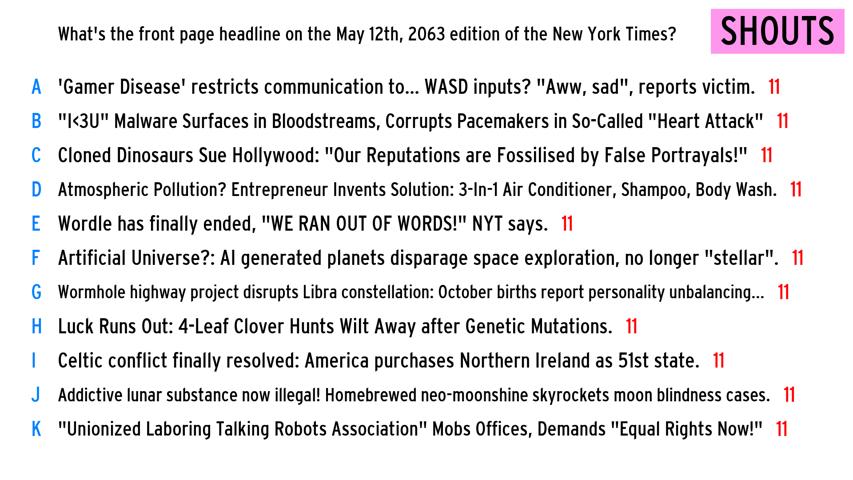 What's the front page headline on the May 12th, 2063 edition of the New York Times?
SHOUTS
A 'Gamer Disease' restricts communication to... WASD inputs? "Aww, sad", reports victim. 11
B "I<3U" Malware Surfaces in Bloodstreams, Corrupts Pacemakers in So-Called "Heart Attack" 11
C Cloned Dinosaurs Sue Hollywood: "Our Reputations are Fossilised by False Portrayals!" 11
D Atmospheric Pollution? Entrepreneur Invents Solution: 3-In-1 Air Conditioner, Shampoo, Body Wash. 11
E Wordle has finally ended, "WE RAN OUT OF WORDS!" NYT says. 11
F Artificial Universe?: AI generated planets disparage space exploration, no longer "stellar". 11
G Wormhole highway project disrupts Libra constellation: October births report personality unbalancing... 11
H Luck Runs Out: 4-Leaf Clover Hunts Wilt Away after Genetic Mutations. 11
I Celtic conflict finally resolved: America purchases Northern Ireland as 51st state. 11
J Addictive lunar substance now illegal! Homebrewed neo-moonshine skyrockets moon blindness cases. 11
K "Unionized Laboring Talking Robots Association" Mobs Offices, Demands "Equal Rights Now!" 11